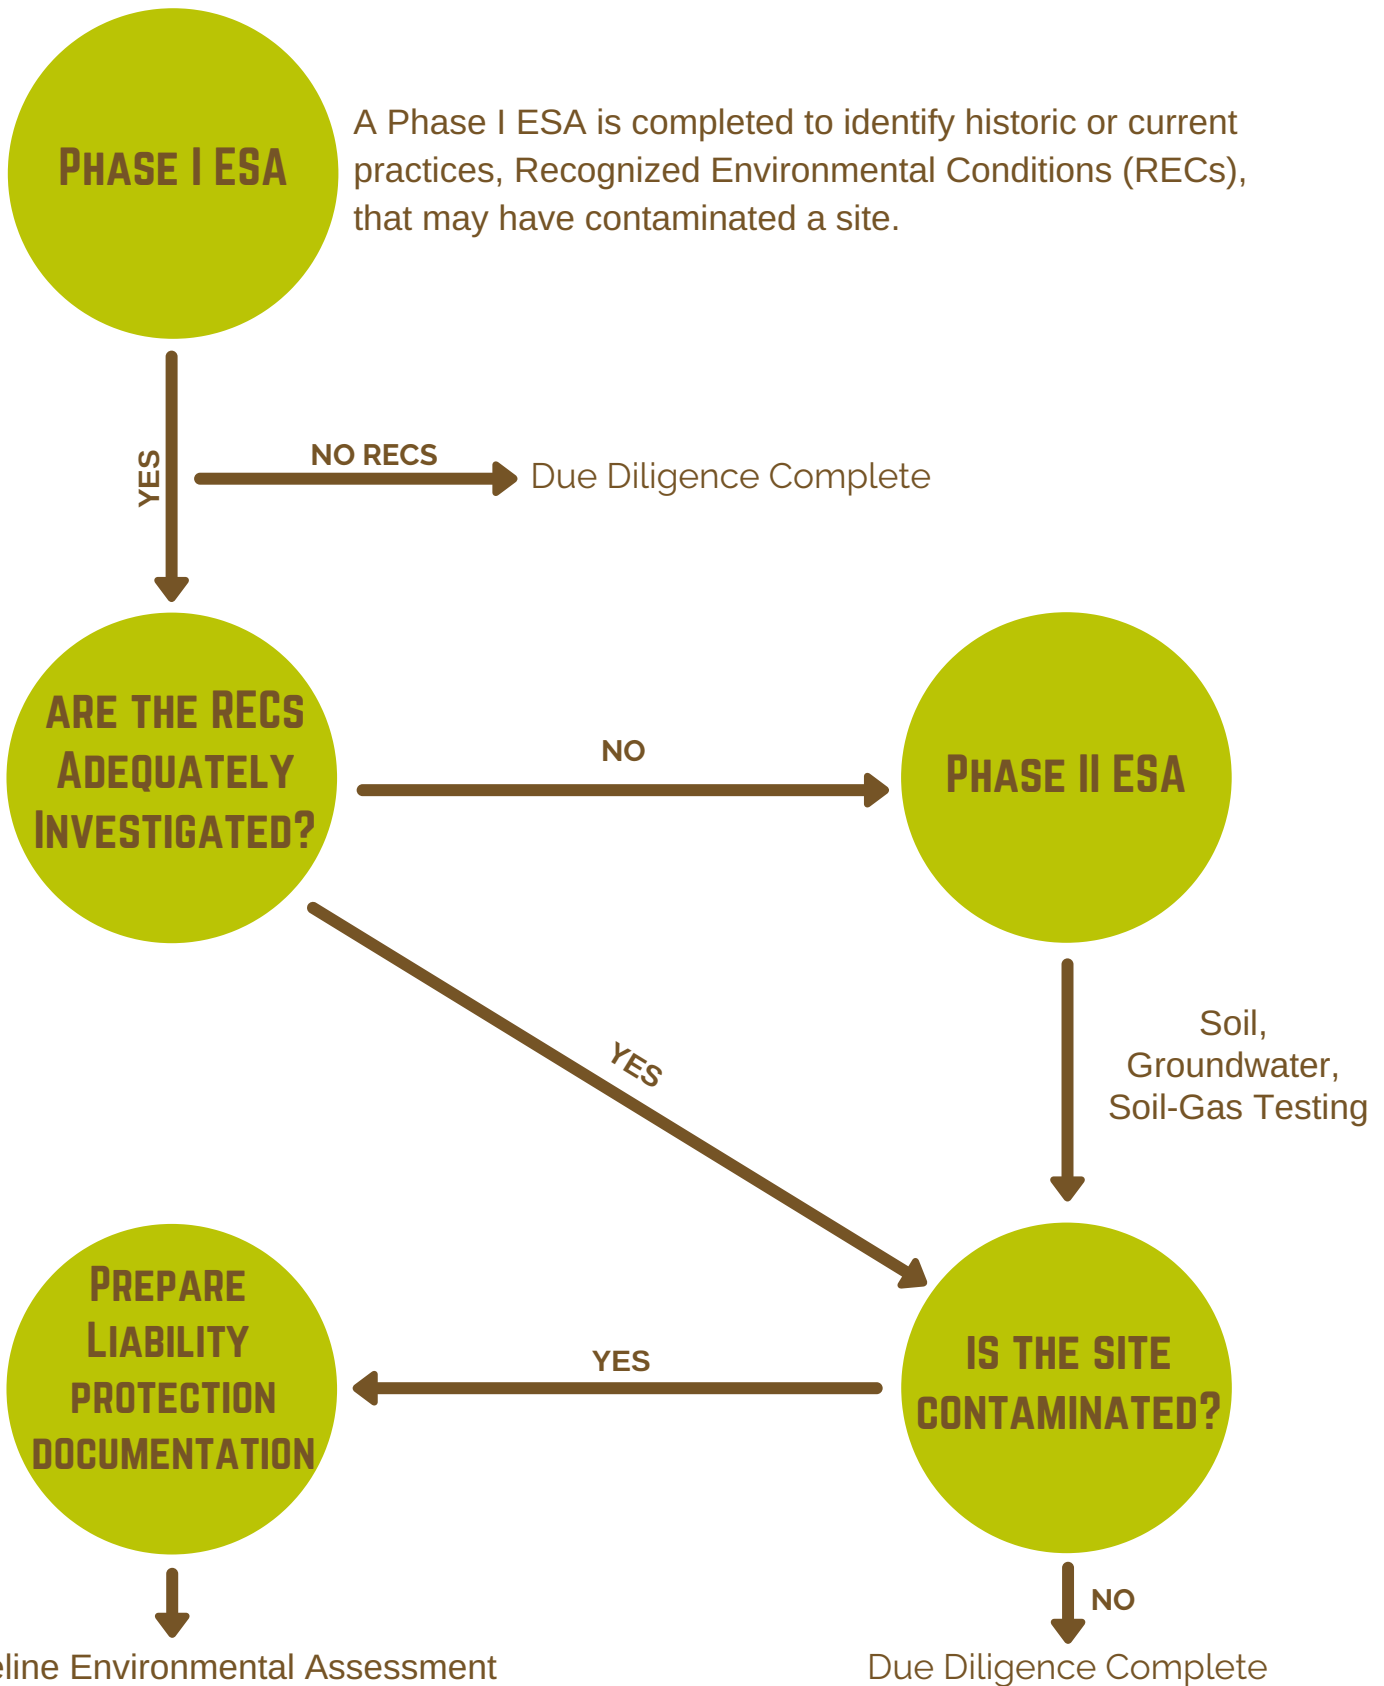 PHASE I ESA
A Phase I ESA is completed to identify historic or current
practices, Recognized Environmental Conditions (RECs),
that may have contaminated a site.
YES
NO RECS
Due Diligence Complete
ARE THE RECS
ADEQUATELY
INVESTIGATED?
NO
PHASE II ESA
YES
Soil,
Groundwater,
Soil-Gas Testing
PREPARE
LIABILITY
PROTECTION
DOCUMENTATION
YES
IS THE SITE
CONTAMINATED?
NO
Environmental Assessment
Due Diligence Complete